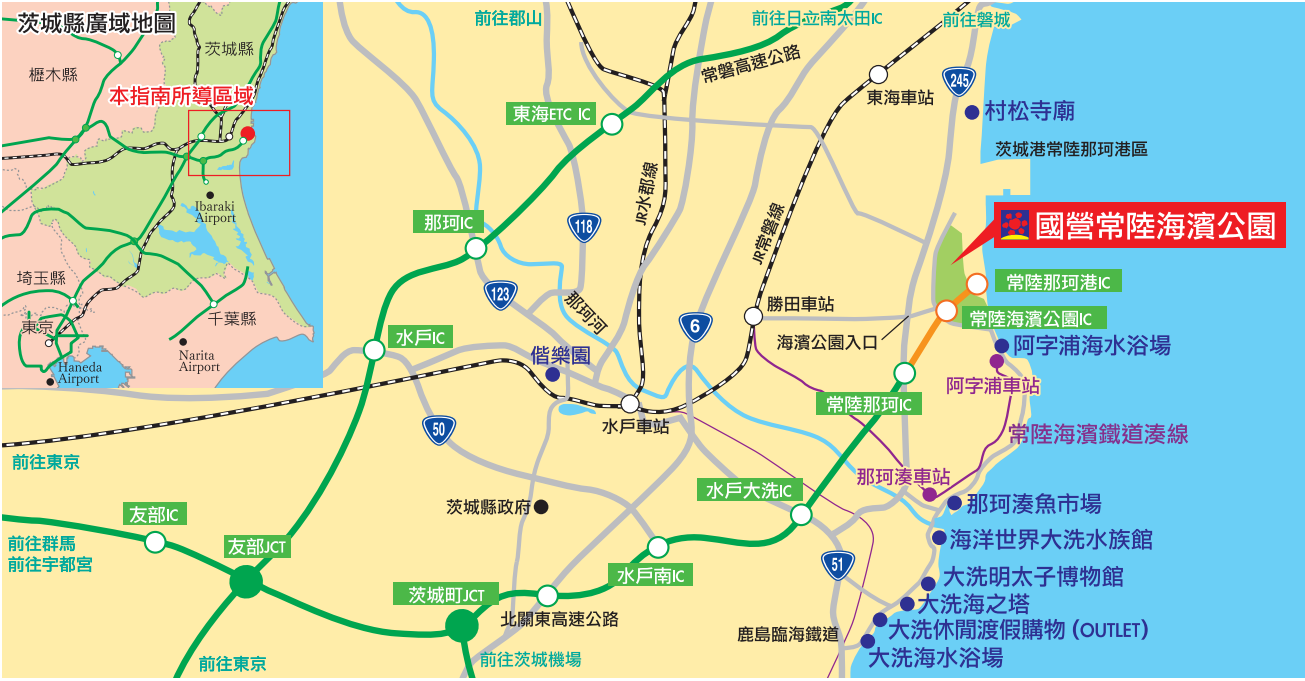 茨城縣廣域地圖
茨城縣
櫪木縣
本指南所導區域
Ibaraki
Airport
埼玉縣
東京
千葉縣
Haneda
Airport
Narita
Airport
前往郡山
前往日立南太田IC
前往磐城
常磐高速公路
東海車站
245
村松寺廟
東海ETC IC
茨城港常陸那珂港區
JR水郡線
JR常磐線
那珂IC
118
國營常陸海濱公園
123
那珂河
常陸那珂港IC
勝田車站
6
常陸海濱公園IC
水戶IC
海濱公園入口
阿字浦海水浴場
偕樂園
阿字浦車站
常陸那珂IC
50
水戶車站
常陸海濱鐵道湊線
前往東京
那珂湊車站
水戶大洗IC
茨城縣政府
那珂湊魚市場
友部IC
海洋世界大洗水族館
前往群馬
前往宇都宮
友部JCT
51
水戶南IC
大洗明太子博物館
茨城町JCT
大洗海之塔
北關東高速公路
大洗休閒渡假購物（OUTLET）
鹿島臨海鐵道
前往東京
前往茨城機場
大洗海水浴場